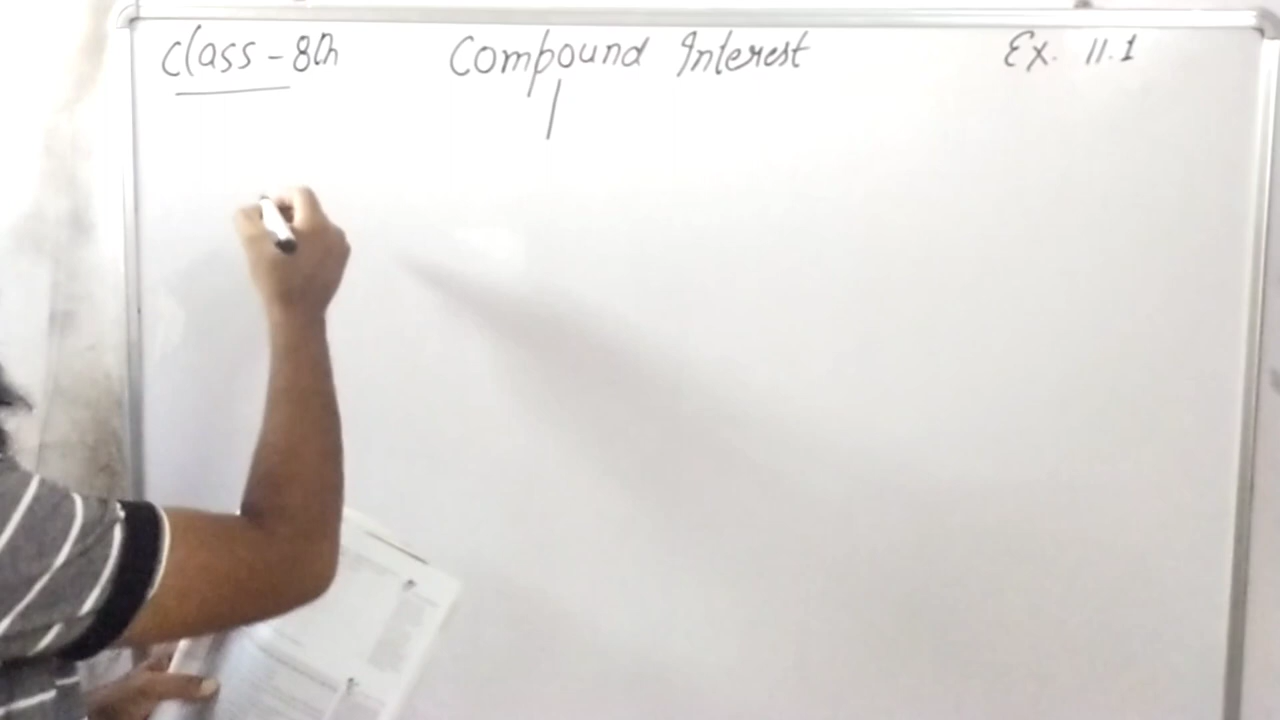 Class - 8th Compound Interest Ex. 11.1